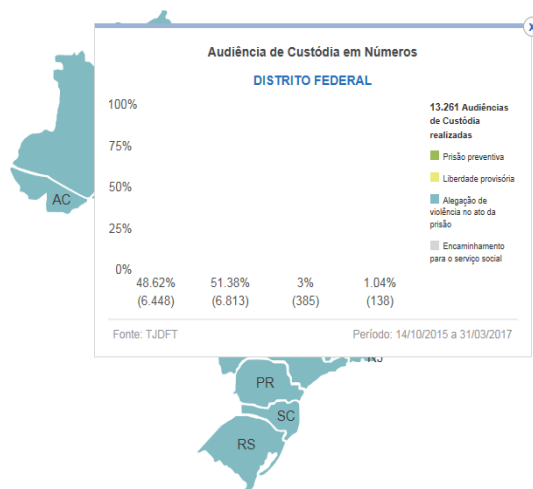 X
Audiência de Custódia em Números
DISTRITO FEDERAL
100%
75%
50%
25%
0%
48.62%
(6.448)
51.38%
(6.813)
3%
(385)
1.04%
(138)
13.261 Audiências
de Custódia
realizadas
Prisão preventiva
Liberdade provisória
Alegação de
violência no ato da
prisão
Encaminhamento
para o serviço social
Fonte: TJDFT
Período: 14/10/2015 a 31/03/2017
AC
RJ
PR
SC
RS